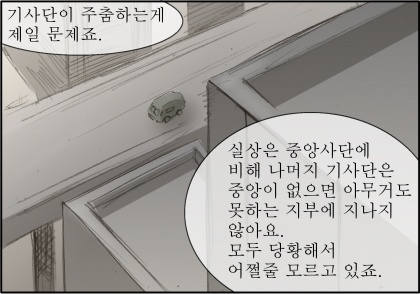 기사단이 주춤하는게
제일 문제죠.
실상은 중앙사단에
비해 나머지 기사단은
중앙이 없으면 아무거도
못하는 지부에 지나지
않아요.
모두 당황해서
어쩔줄 모르고 있죠.